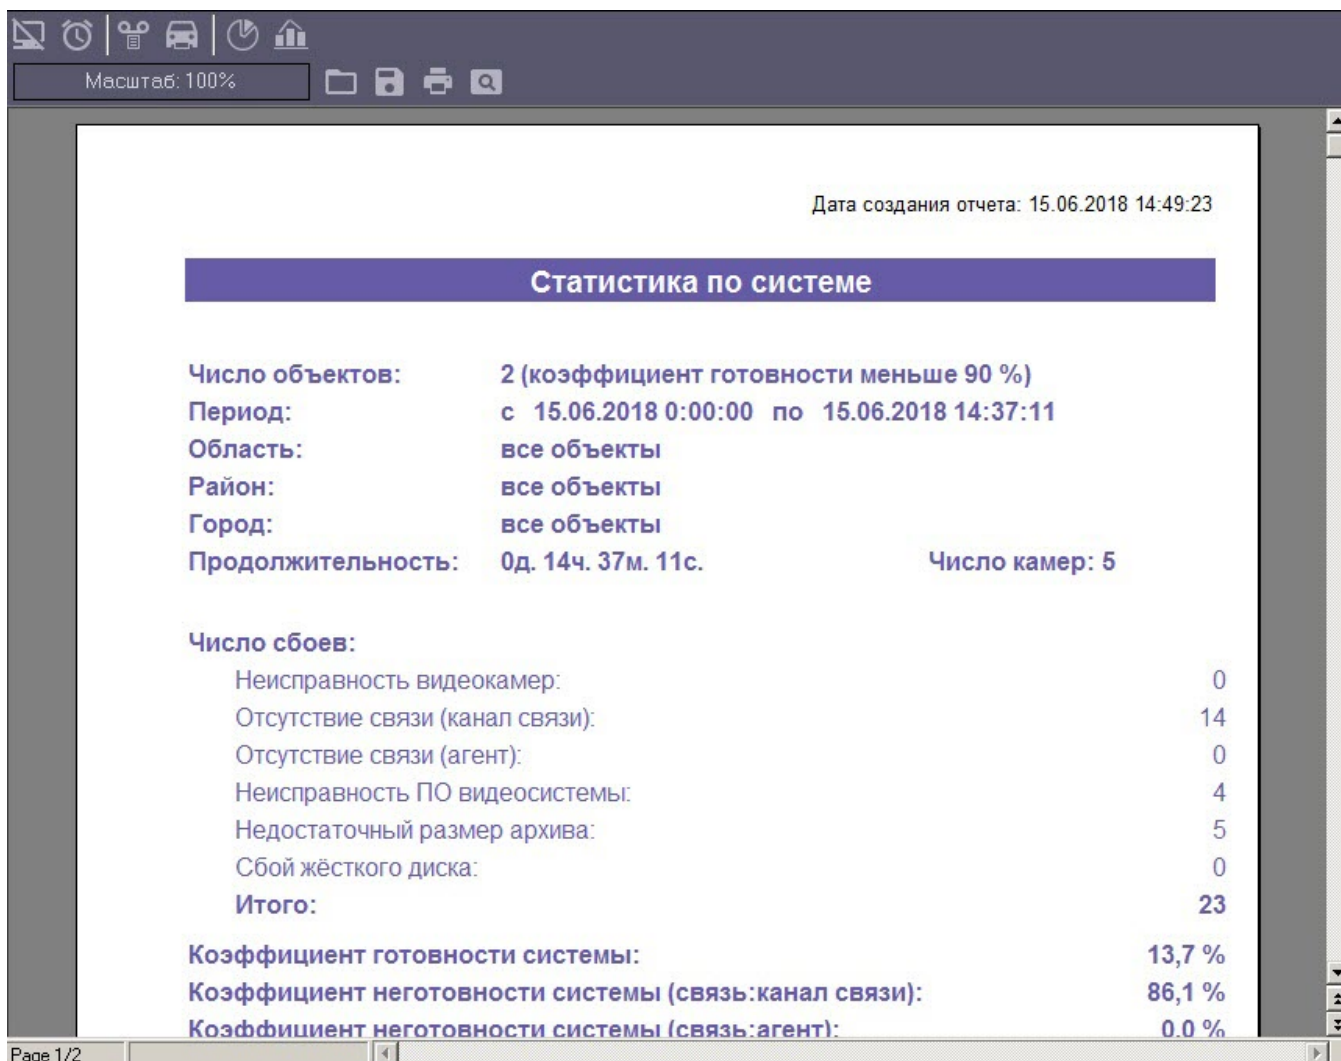 Масштаб: 100%
Дата создания отчета: 15.06.2018 14:49:23
Статистика по системе
Число объектов: 2 (коэффициент готовности меньше 90 %)
Период: с 15.06.2018 0:00:00 по 15.06.2018 14:37:11
Область: все объекты
Район: все объекты
Город: все объекты
Продолжительность: 0д. 14ч. 37м. 11с. Число камер: 5
Число сбоев:
Неисправность видеокамер: 0
Отсутствие связи (канал связи): 14
Отсутствие связи (агент): 0
Неисправность ПО видеосистемы: 4
Недостаточный размер архива: 5
Сбой жёсткого диска: 0
Итого: 23
Коэффициент готовности системы: 13,7 %
Коэффициент неготовности системы (связь:канал связи): 86,1 %
Коэффициент неготовности системы (связь:агент): 0.0 %
Page 1/2